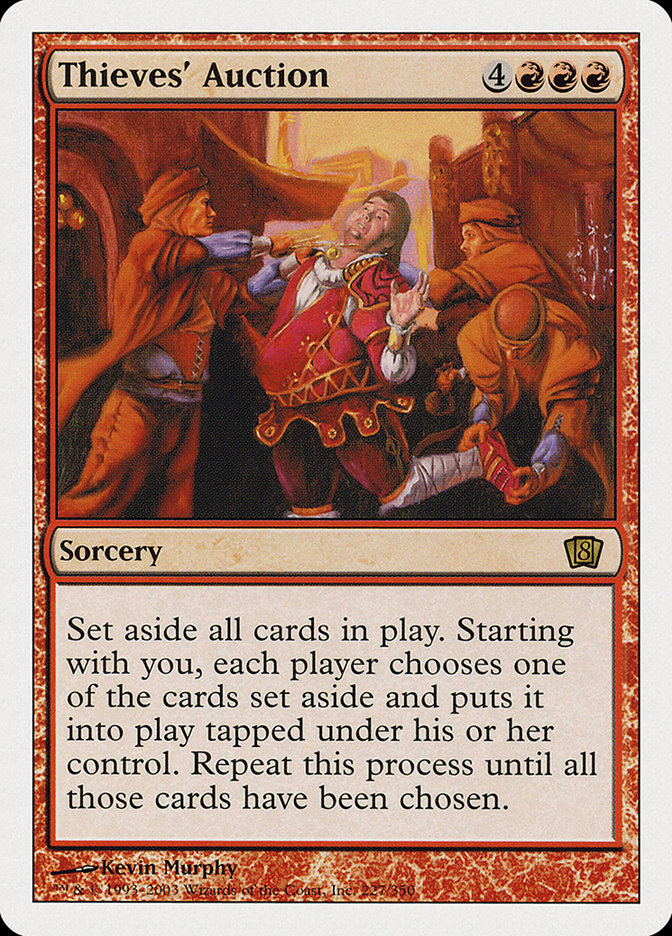 Thieves' Auction 4
Sorcery 8
Set aside all cards in play. Starting
with you, each player chooses one
of the cards set aside and puts it
into play tapped under his or her
control. Repeat this process until all
those cards have been chosen.
Kevin Murphy
™ & © 1993-2003 Wizards of the Coast, Inc. 227/350